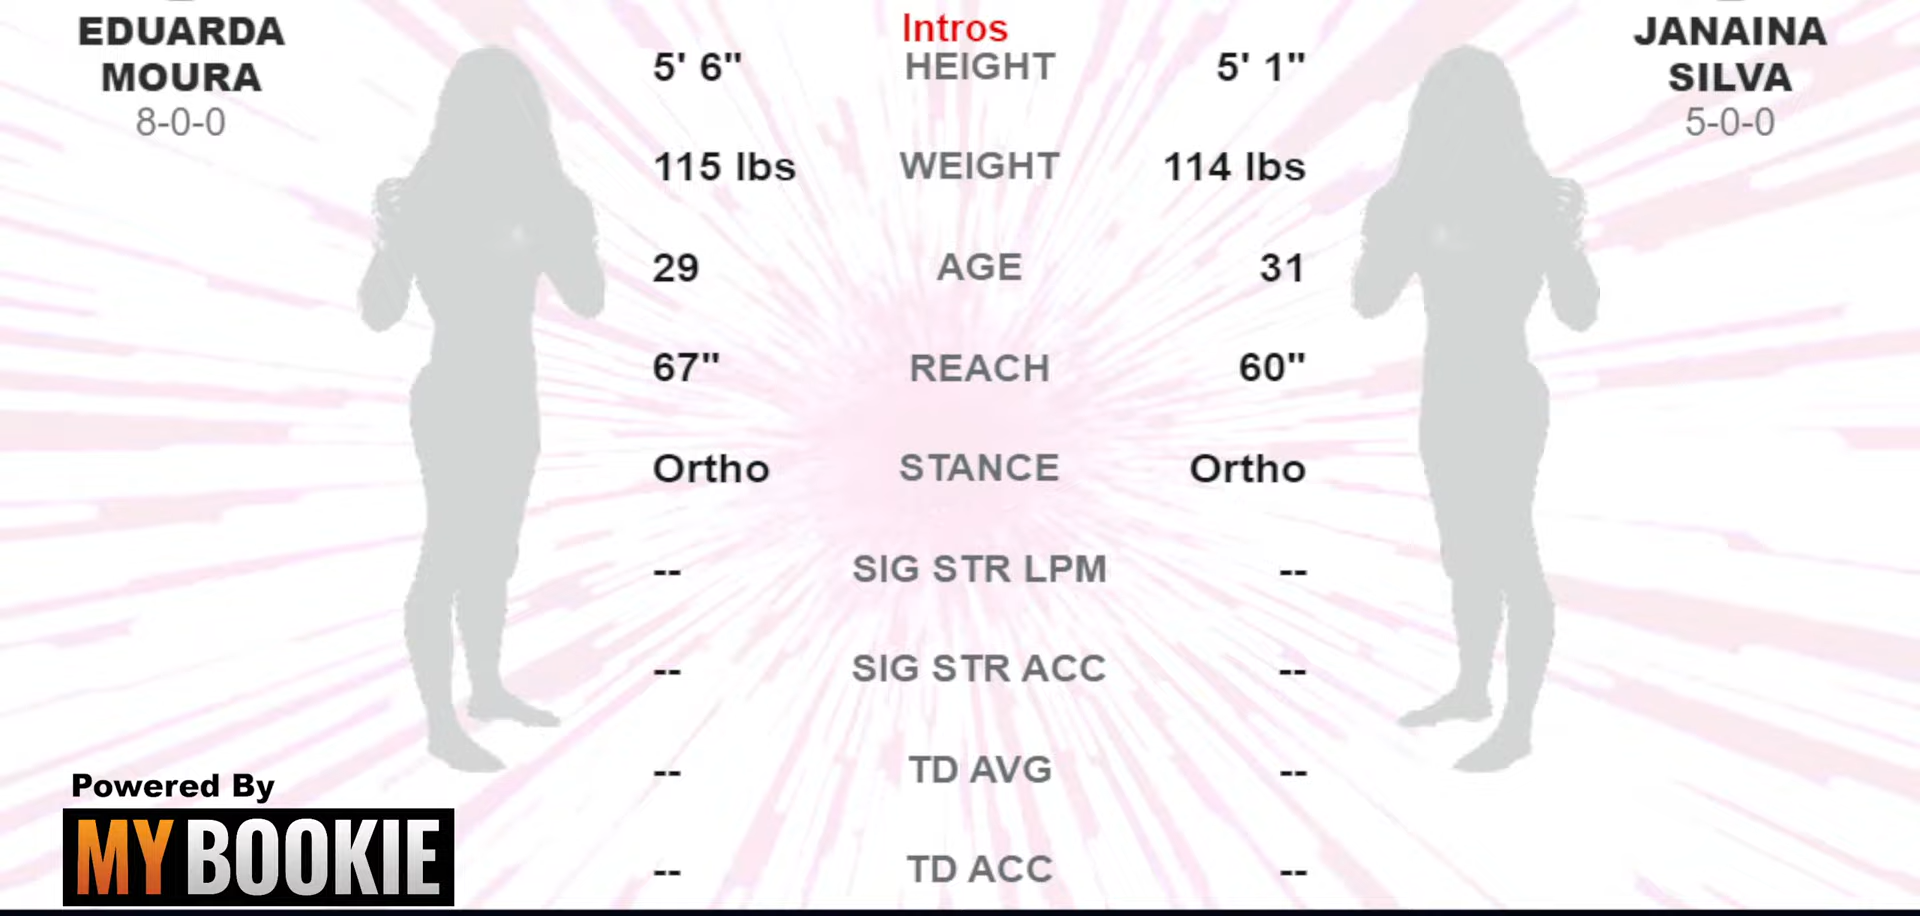 EDUARDA
MOURA
8-0-0
Intros
JANAINA
SILVA
5-0-0
5' 6" HEIGHT 5' 1"
115 lbs WEIGHT 114 lbs
29 AGE 31
67" REACH 60"
Ortho STANCE Ortho
-- SIG STR LPM --
-- SIG STR ACC --
-- TD AVG --
-- TD ACC --
Powered By
MYBOOKIE